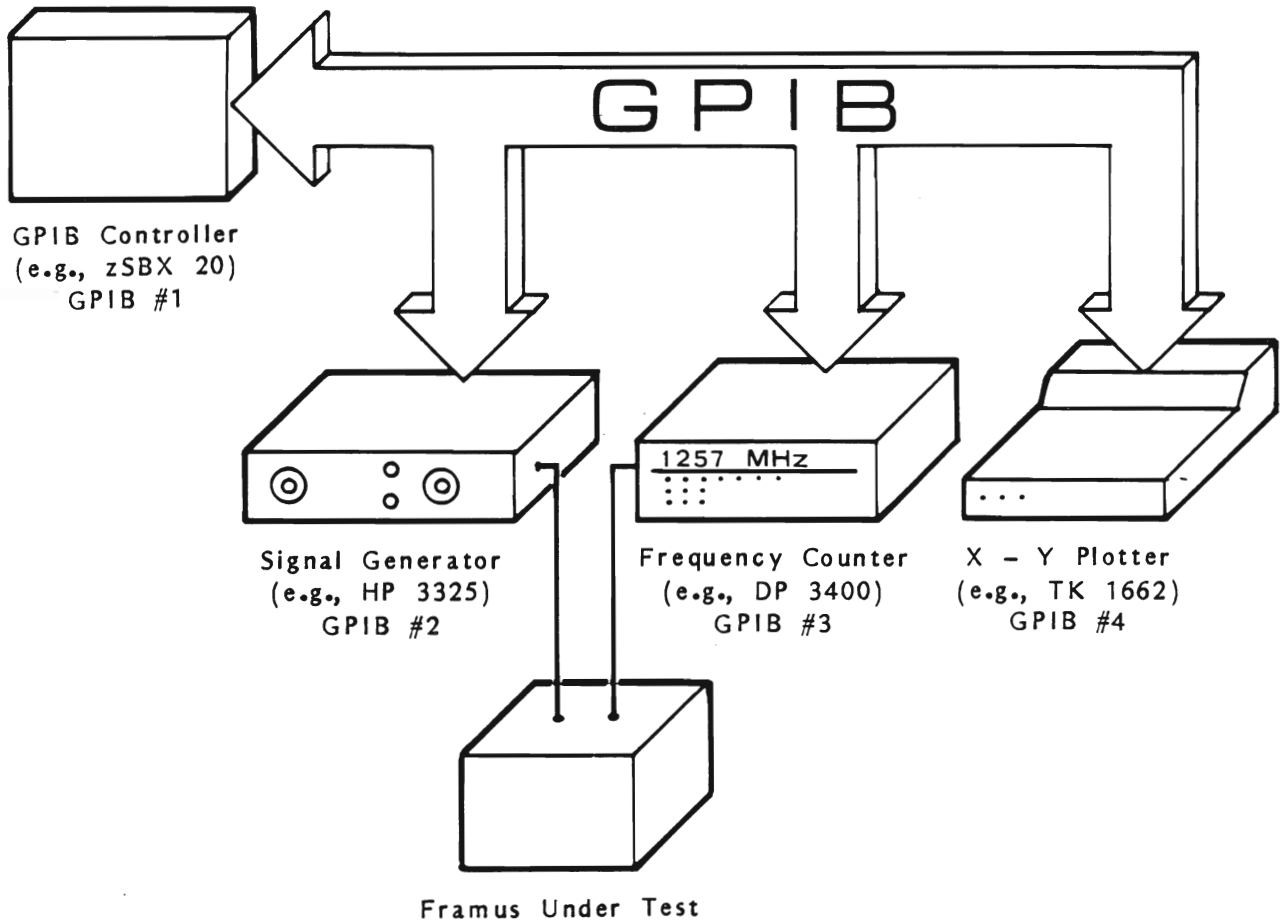 GPIB
GPIB Controller
(e.g., zSBX 20)
GPIB #1
1257 MHz
Signal Generator
(e.g., HP 3325)
GPIB #2
Frequency Counter
(e.g., DP 3400)
GPIB #3
X - Y Plotter
(e.g., TK 1662)
GPIB #4
Framus Under Test